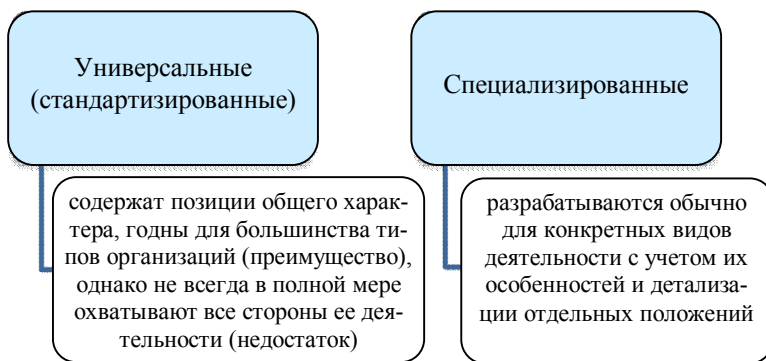 Универсальные
(стандартизированные)
содержат позиции общего харак-
тера, годны для большинства ти-
пов организаций (преимущество),
однако не всегда в полной мере
охватывают все стороны ее дея-
тельности (недостаток)
Специализированные
разрабатываются обычно
для конкретных видов
деятельности с учетом их
особенностей и детализа-
ции отдельных положений